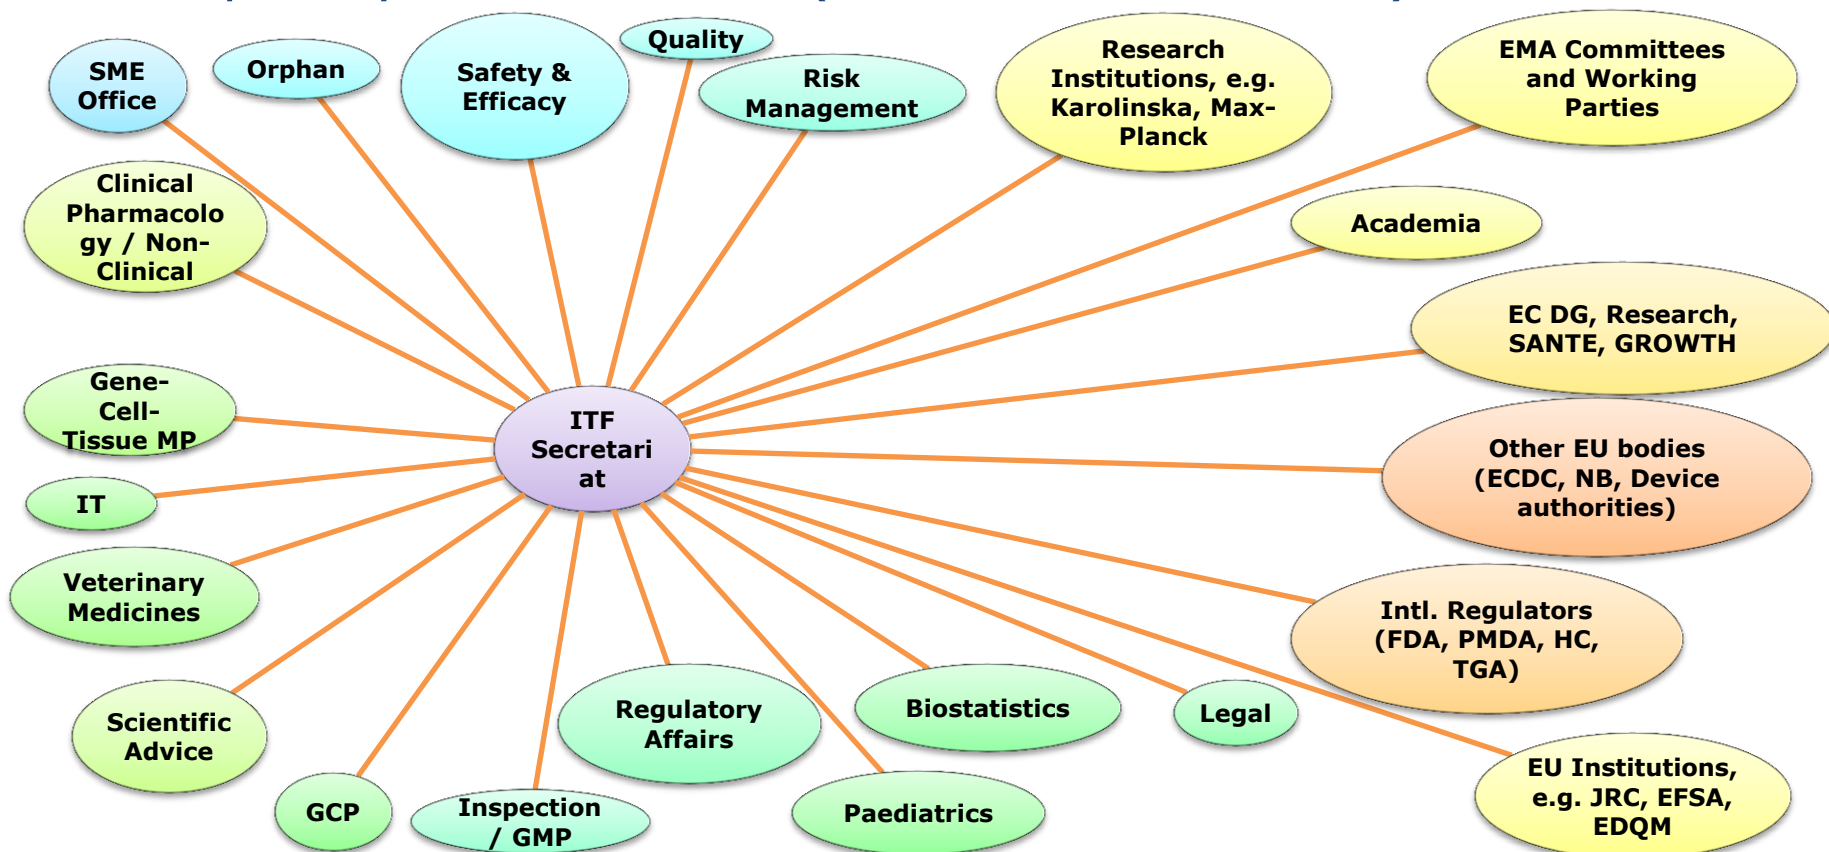 SME
Office
Orphan
Safety &
Efficacy
Quality
Risk
Management
Research
Institutions, e.g.
Karolinska, Max-
Planck
EMA Committees
and Working
Parties
Clinical
Pharmacolo
gy / Non-
Clinical
Academia
EC DG, Research,
SANTE, GROWTH
Gene-
Cell-
Tissue MP
ITF
Secretari
at
Other EU bodies
(ECDC, NB, Device
authorities)
IT
Veterinary
Medicines
Intl. Regulators
(FDA, PMDA, HC,
TGA)
Scientific
Advice
Regulatory
Affairs
Biostatistics
Legal
EU Institutions,
e.g. JRC, EFSA,
EDQM
GCP
Inspection
/ GMP
Paediatrics